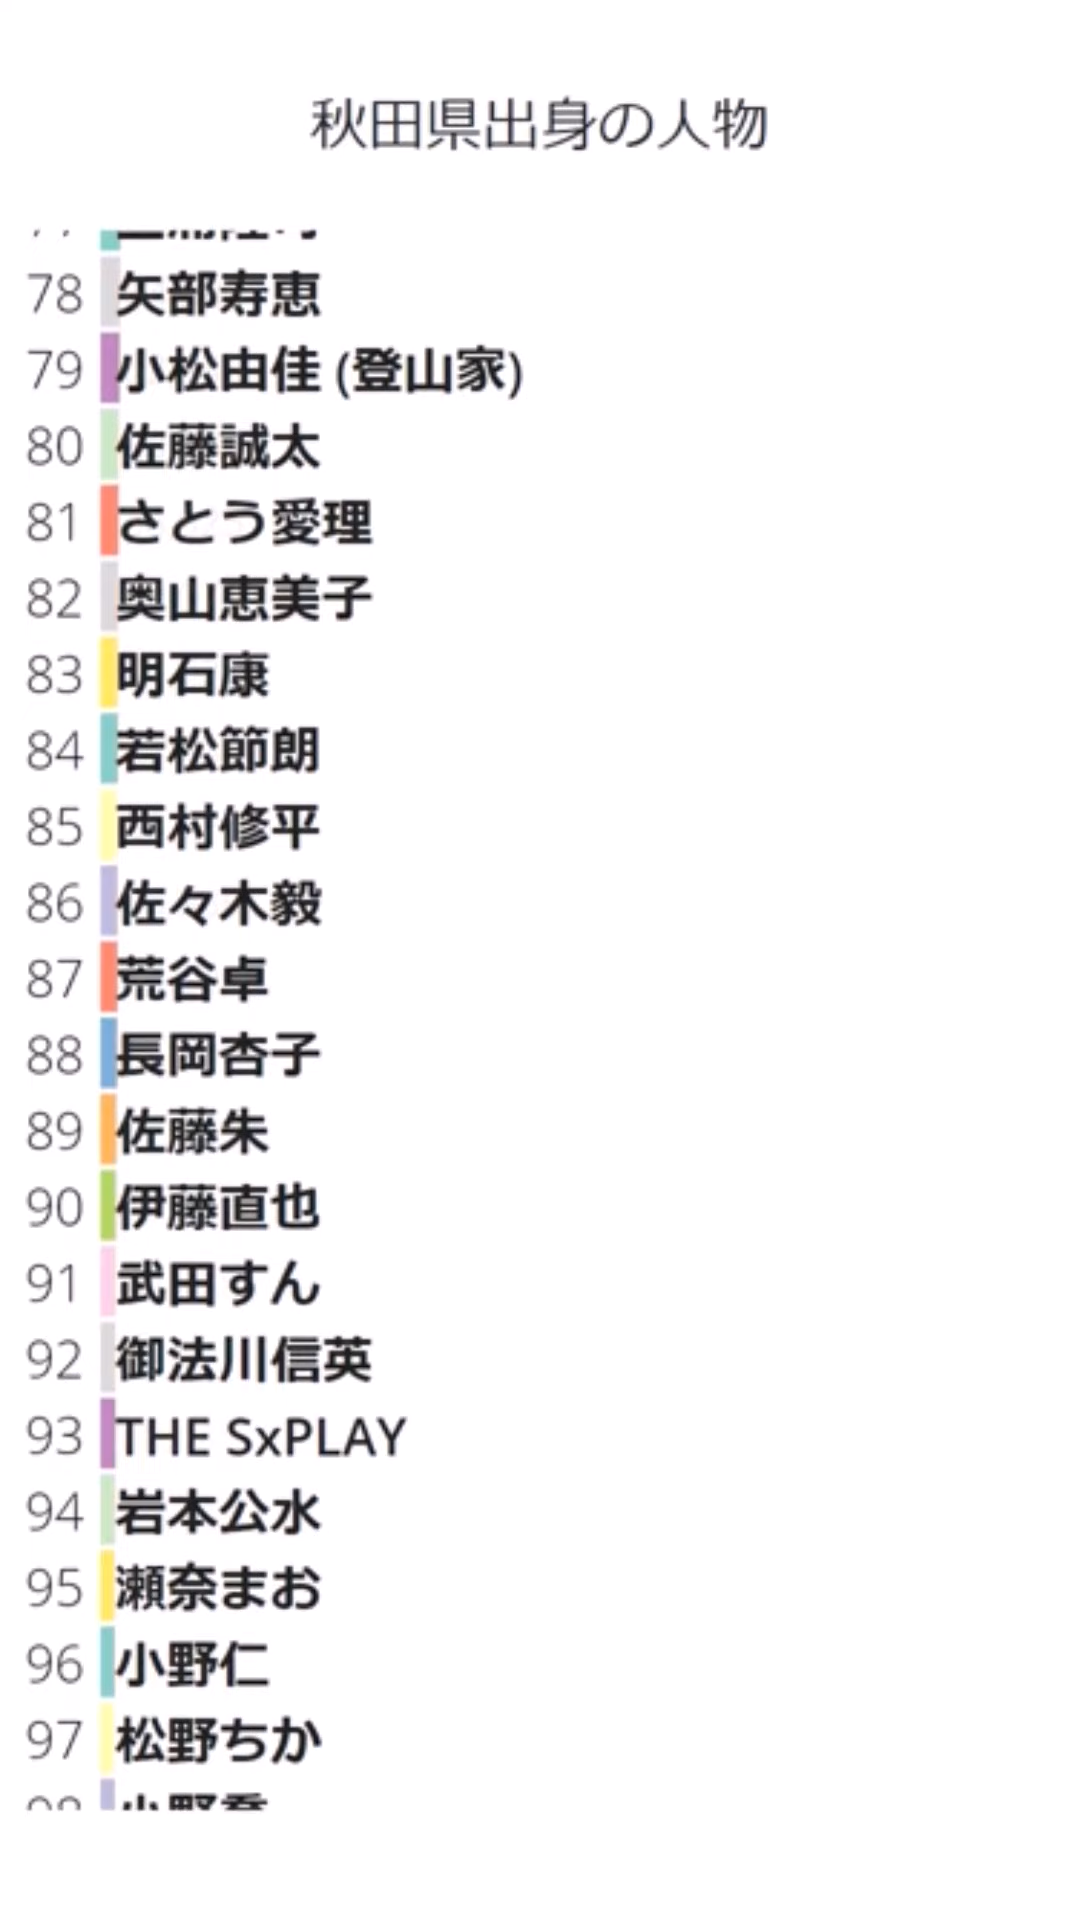 秋田県出身の人物
78 矢部寿恵
79 小松由佳 (登山家)
80 佐藤誠太
81 さとう愛理
82 奥山恵美子
83 明石康
84 若松節朗
85 西村修平
86 佐々木毅
87 荒谷卓
88 長岡杏子
89 佐藤朱
90 伊藤直也
91 武田すん
92 御法川信英
93 THE SxPLAY
94 岩本公水
95 瀬奈まお
96 小野仁
97 松野ちか